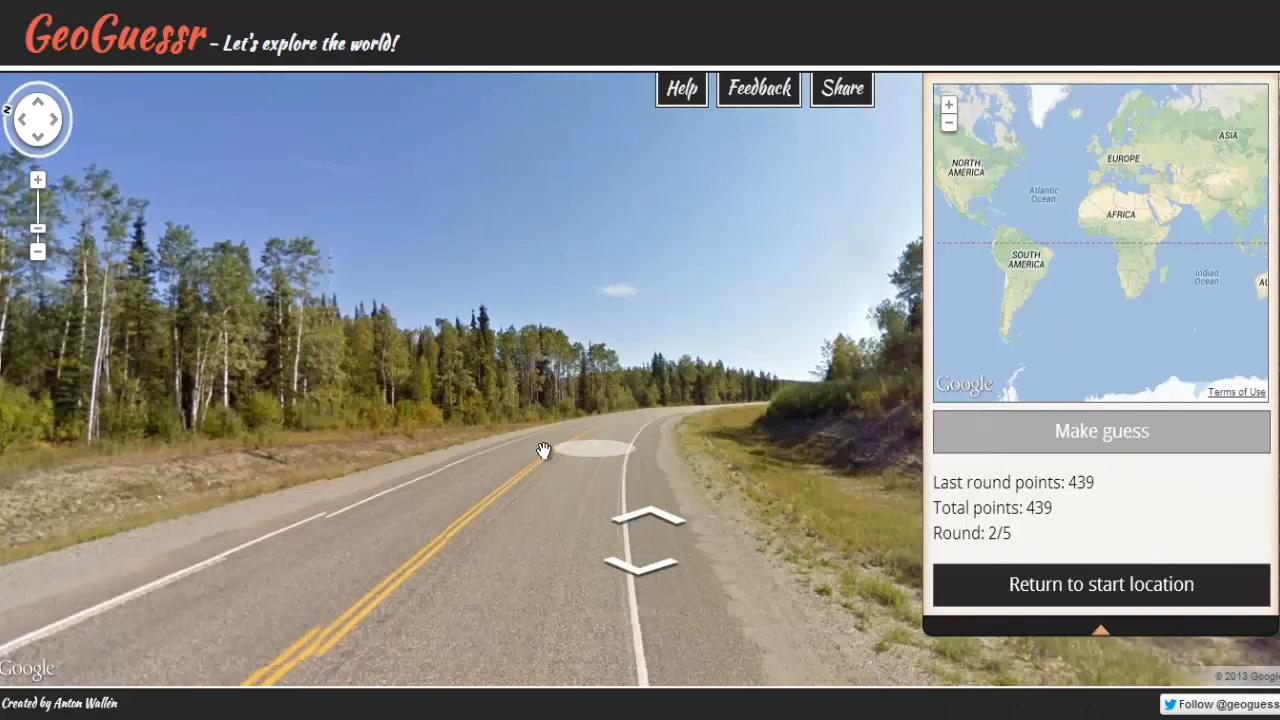 GeoGuessr - Let's explore the world!
Help
Feedback
Share
N
NORTH
AMERICA
Atlantic
Ocean
EUROPE
ASIA
AFRICA
SOUTH
AMERICA
Indian
Ocean
AU
Google
Terms of Use
Make guess
Last round points: 439
Total points: 439
Round: 2/5
Return to start location
Google
© 2013 Googl
Created by Anton Wallén
Follow @geoguess